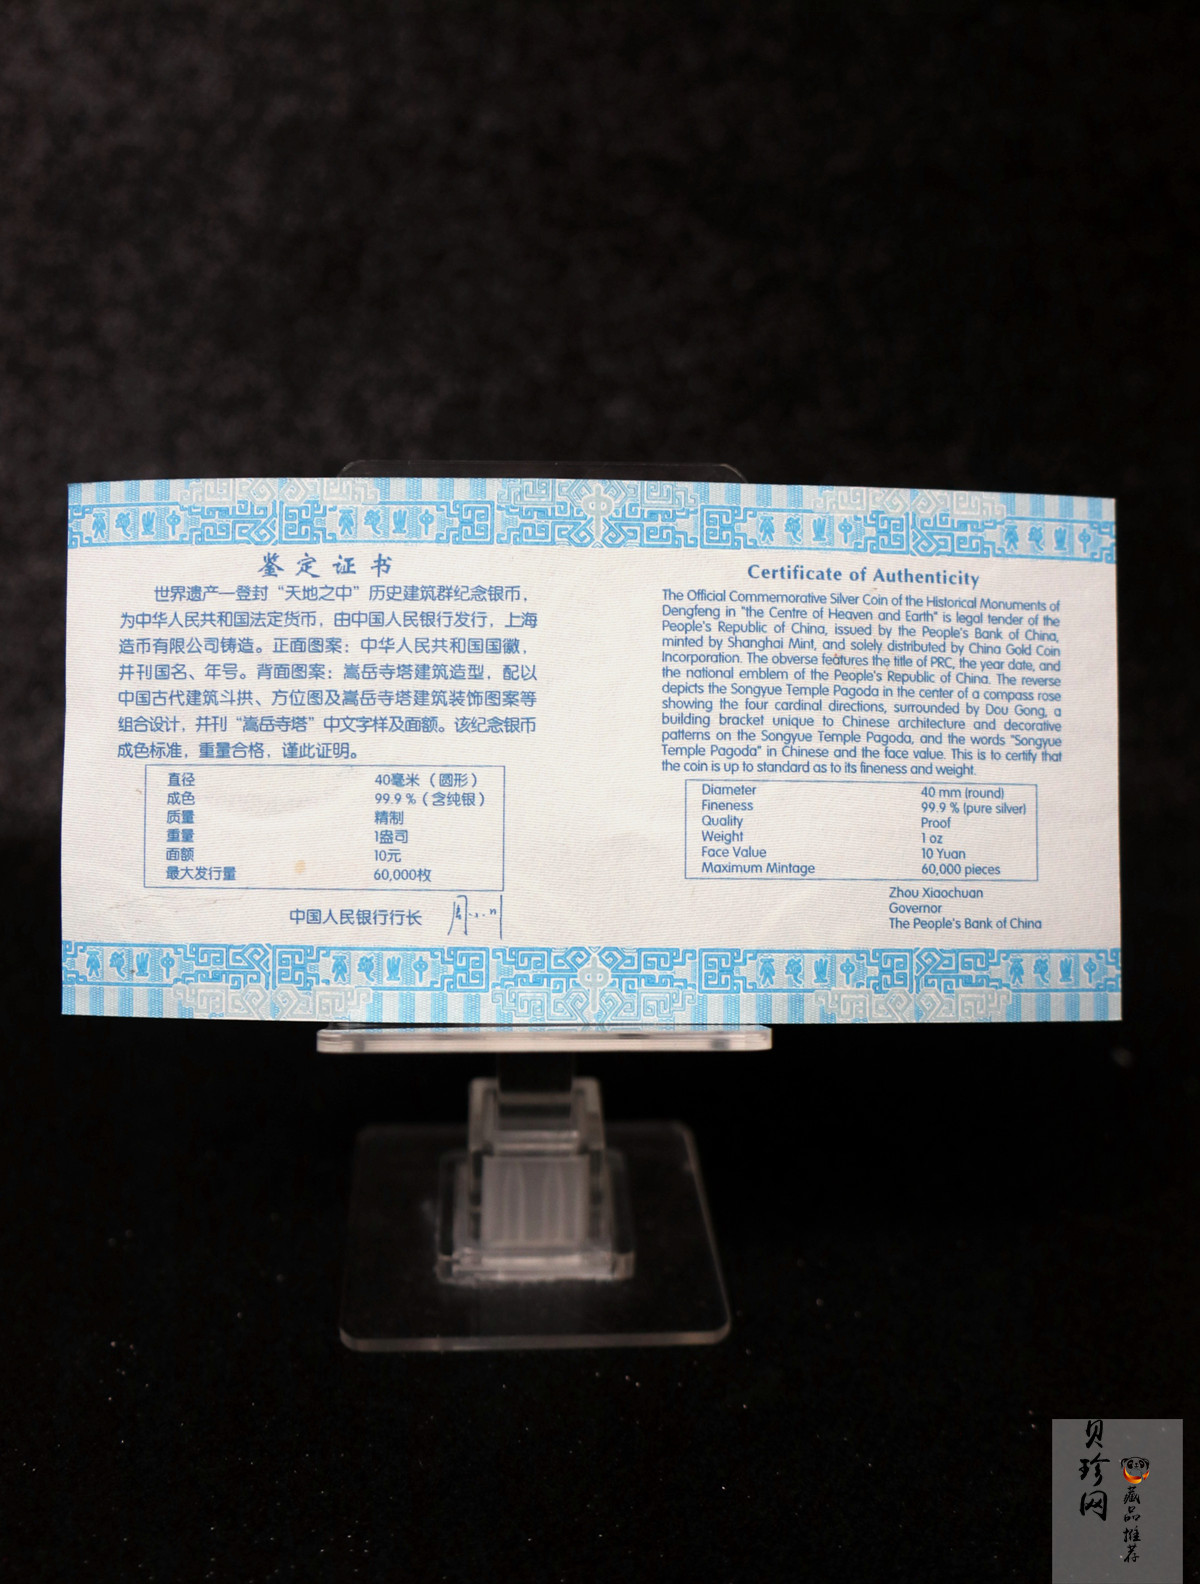 鉴定证书
世界遗产—登封“天地之中”历史建筑群纪念银币，
为中华人民共和国法定货币，由中国人民银行发行，上海
造币有限公司铸造。正面图案：中华人民共和国国徽，
并刊国名、年号。背面图案：嵩岳寺塔建筑造型，配以
中国古代建筑斗拱、方位图及嵩岳寺塔建筑装饰图案等
组合设计，并刊“嵩岳寺塔”中文字样及面额。该纪念银币
成色标准，重量合格，谨此证明。
直径 40毫米（圆形）
成色 99.9％（含纯银）
质量 精制
重量 1盎司
面额 10元
最大发行量 60,000枚
中国人民银行行长
Certificate of Authenticity
The Official Commemorative Silver Coin of the Historical Monuments of
Dengfeng in "the Centre of Heaven and Earth" is legal tender of the
People's Republic of China, issued by the People's Bank of China,
minted by Shanghai Mint, and solely distributed by China Gold Coin
Incorporation. The obverse features the title of PRC, the year date, and
the national emblem of the People's Republic of China. The reverse
depicts the Songyue Temple Pagoda in the center of a compass rose
showing the four cardinal directions, surrounded by Dou Gong, a
building bracket unique to Chinese architecture and decorative
patterns on the Songyue Temple Pagoda, and the words "Songyue
Temple Pagoda" in Chinese and the face value. This is to certify that
the coin is up to standard as to its fineness and weight.
Diameter 40 mm (round)
Fineness 99.9 % (pure silver)
Quality Proof
Weight 1 oz
Face Value 10 Yuan
Maximum Mintage 60,000 pieces
Zhou Xiaochuan
Governor
The People's Bank of China
贝珍网
藏品推荐